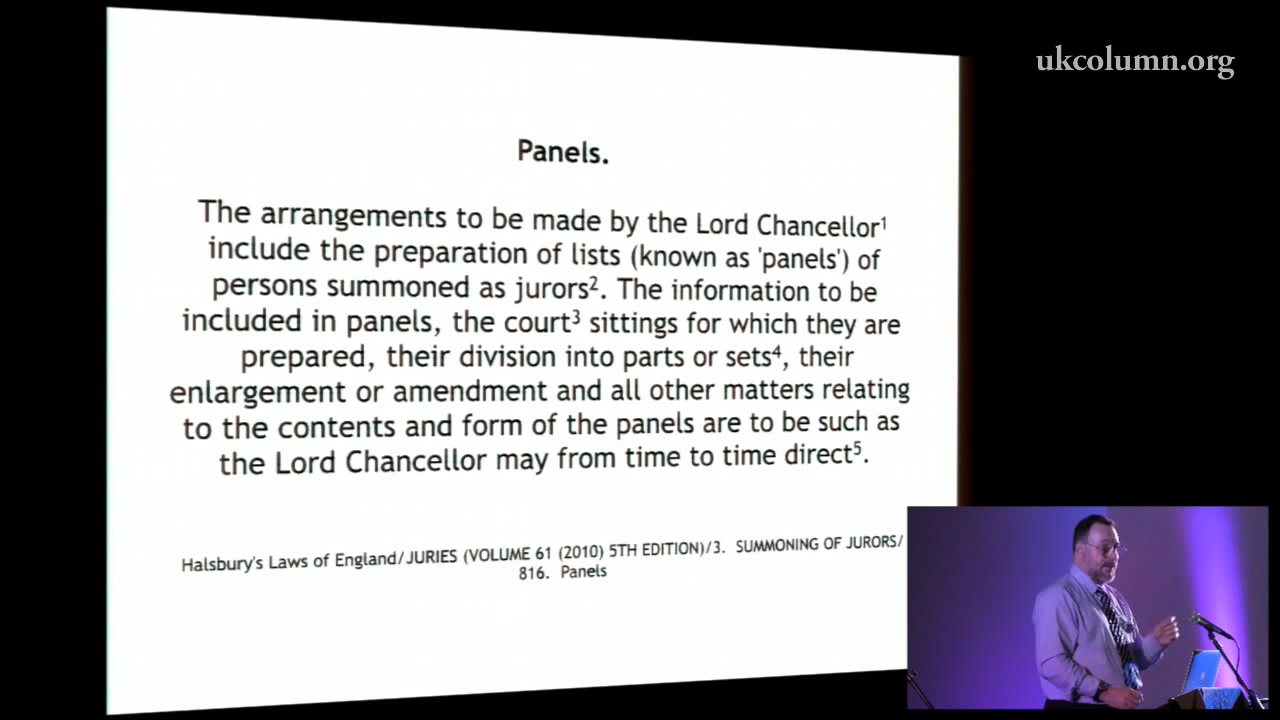 ukcolumn.org
Panels.
The arrangements to be made by the Lord Chancellor¹
include the preparation of lists (known as 'panels') of
persons summoned as jurors². The information to be
included in panels, the court³ sittings for which they are
prepared, their division into parts or sets⁴, their
enlargement or amendment and all other matters relating
to the contents and form of the panels are to be such as
the Lord Chancellor may from time to time direct⁵.
Halsbury's Laws of England/JURIES (VOLUME 61 (2010) 5TH EDITION)/3. SUMMONING OF JURORS/
816. Panels